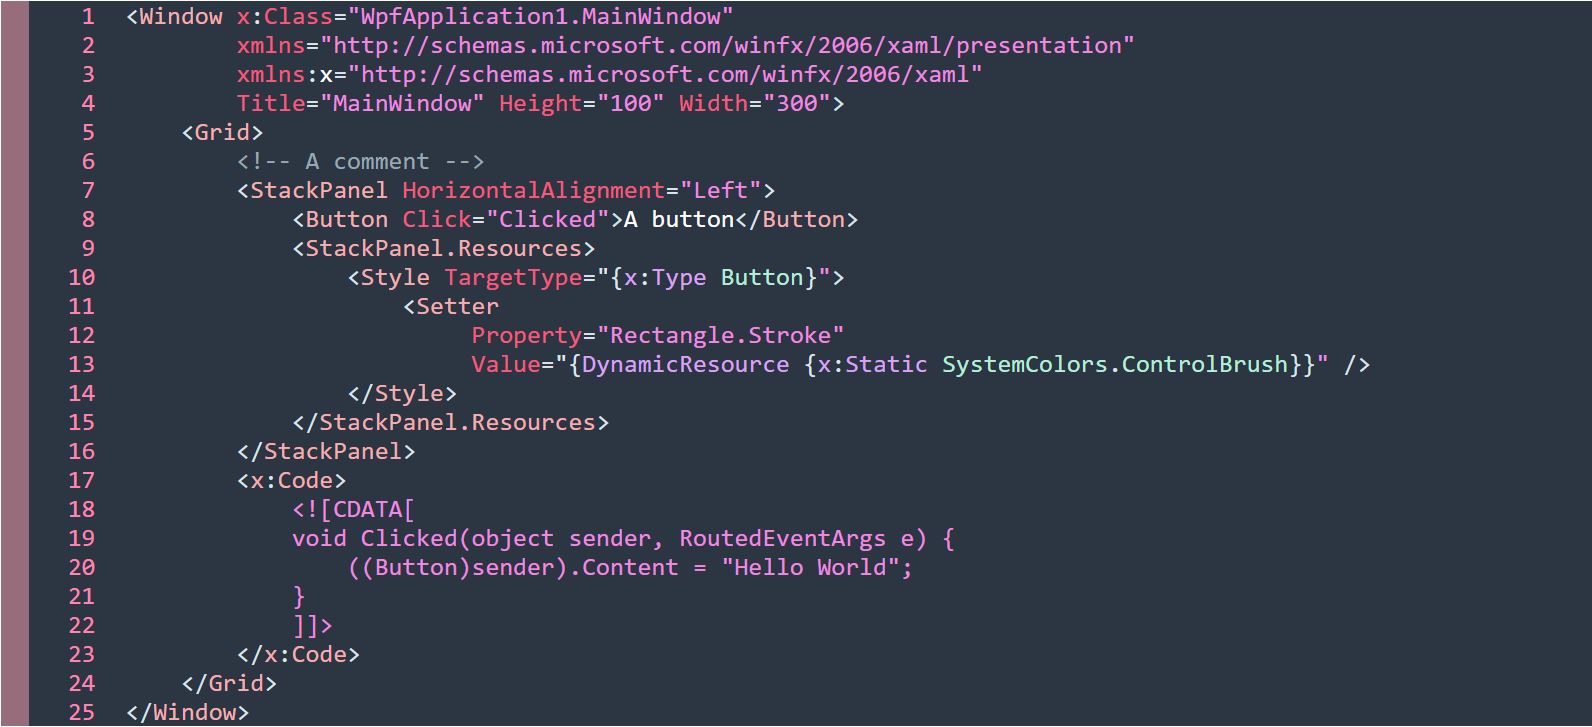 1 <Window x:Class="WpfApplication1.MainWindow"
2         xmlns="http://schemas.microsoft.com/winfx/2006/xaml/presentation"
3         xmlns:x="http://schemas.microsoft.com/winfx/2006/xaml"
4         Title="MainWindow" Height="100" Width="300">
5     <Grid>
6         <!-- A comment -->
7         <StackPanel HorizontalAlignment="Left">
8             <Button Click="Clicked">A button</Button>
9             <StackPanel.Resources>
10                 <Style TargetType="{x:Type Button}">
11                     <Setter
12                          Property="Rectangle.Stroke"
13                          Value="{DynamicResource {x:Static SystemColors.ControlBrush}}" />
14                 </Style>
15             </StackPanel.Resources>
16         </StackPanel>
17         <x:Code>
18             <![CDATA[
19             void Clicked(object sender, RoutedEventArgs e) {
20                 ((Button)sender).Content = "Hello World";
21             }
22             ]]>
23         </x:Code>
24     </Grid>
25 </Window>